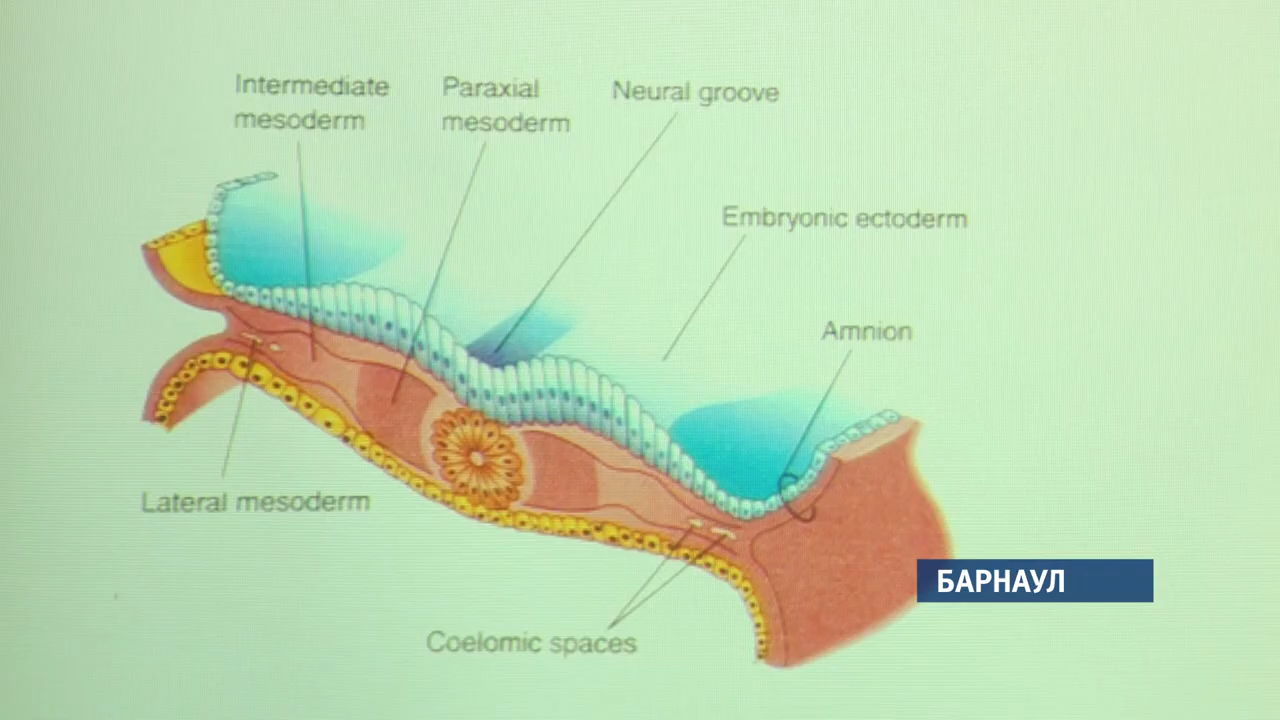 Intermediate
mesoderm
Paraxial
mesoderm
Neural groove
Embryonic ectoderm
Amnion
Lateral mesoderm
Coelomic spaces
БАРНАУЛ